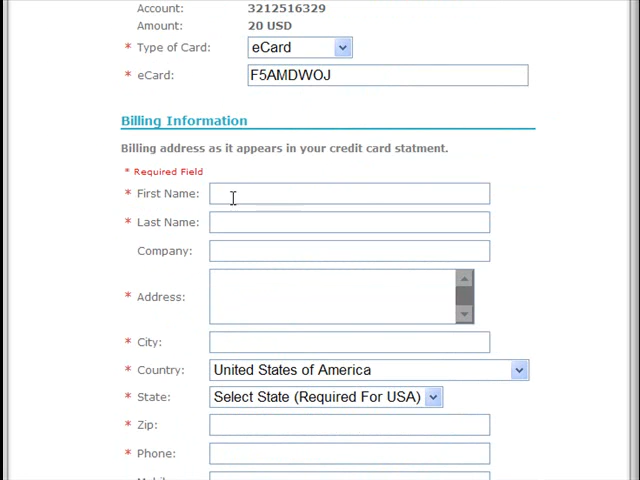 Account: 3212516329
Amount: 20 USD
* Type of Card: eCard
* eCard: F5AMDWOJ
Billing Information
Billing address as it appears in your credit card statment.
* Required Field
* First Name:
* Last Name:
Company:
* Address:
* City:
* Country: United States of America
* State: Select State (Required For USA)
* Zip:
* Phone: